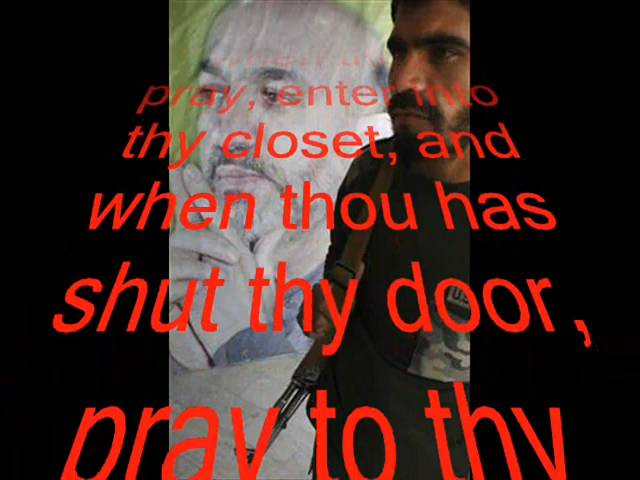 pray, enter into
thy closet, and
when thou has
shut thy door,
pray to thy